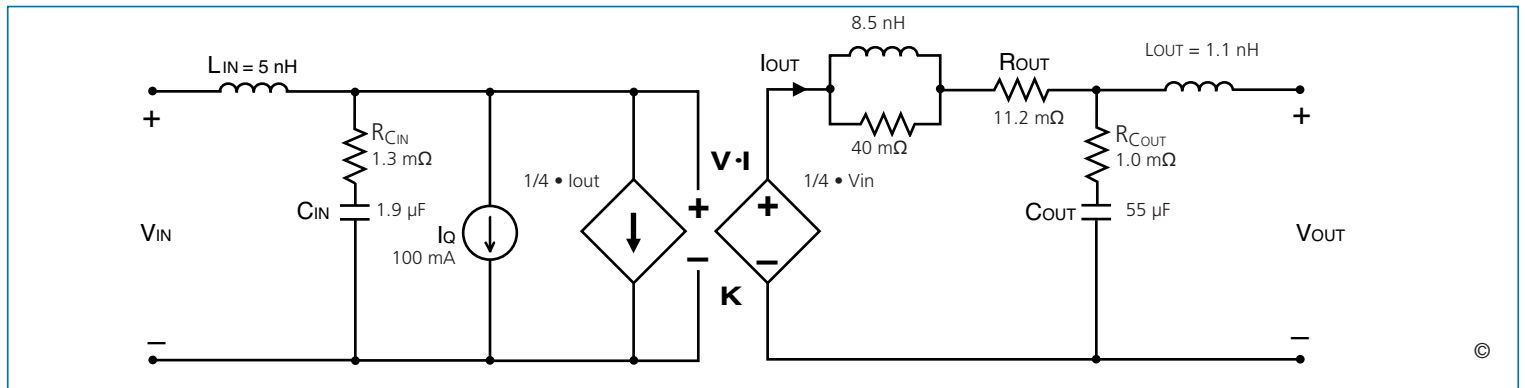 8.5 nH
LIN = 5 nH
IOUT
ROUT
LOUT = 1.1 nH
+
+
RCIN
1.3 mΩ
40 mΩ
11.2 mΩ
RCOUT
1.0 mΩ
V•I
1/4 • Iout
1/4 • Vin
CIN
1.9 µF
+
+
COUT
55 µF
VIN
IQ
100 mA
VOUT
–
–
K
–
–
©